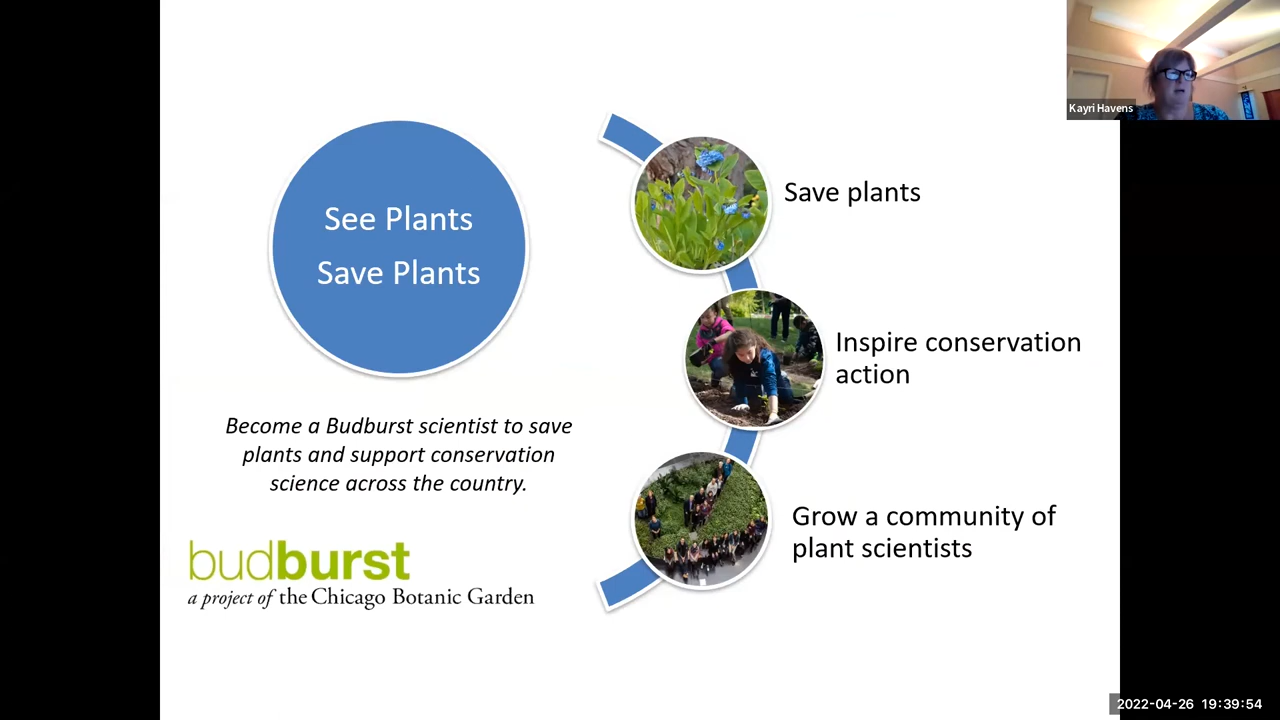 Kayri Havens
See Plants
Save Plants
Save plants
Inspire conservation
action
Become a Budburst scientist to save
plants and support conservation
science across the country.
Grow a community of
plant scientists
budburst
a project of the Chicago Botanic Garden
2022-04-26 19:39:54